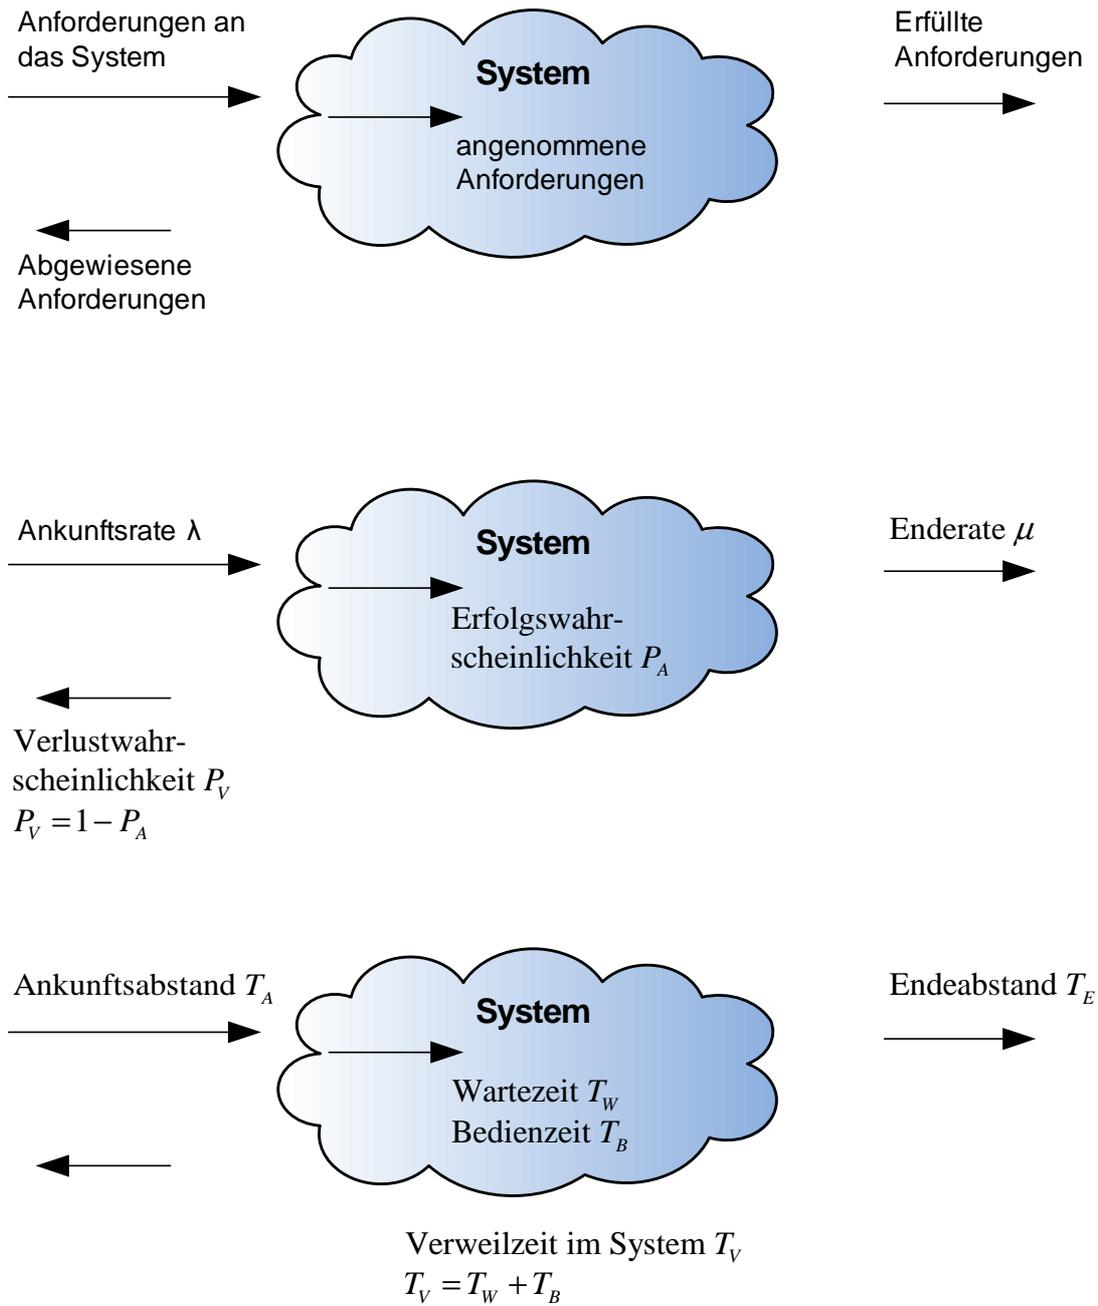 Anforderungen an
das System
System
angenommene
Anforderungen
Erfüllte
Anforderungen
Abgewiesene
Anforderungen
Ankunftsrate λ
System
Erfolgswahr-
scheinlichkeit P_A
Enderate μ
Verlustwahr-
scheinlichkeit P_V
P_V = 1 − P_A
Ankunftsabstand T_A
System
Wartezeit T_W
Bedienzeit T_B
Endeabstand T_E
Verweilzeit im System T_V
T_V = T_W + T_B